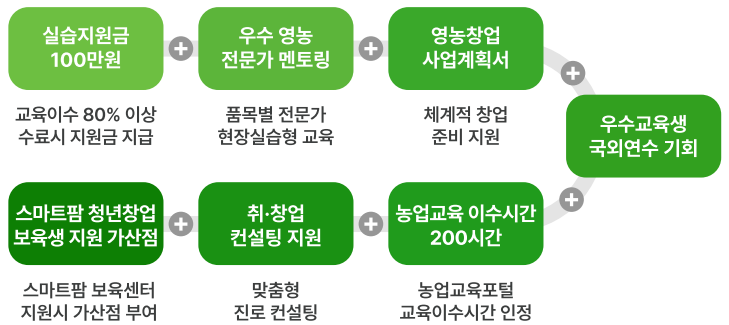 실습지원금
100만원
교육이수 80% 이상
수료시 지원금 지급
우수 영농
전문가 멘토링
품목별 전문가
현장실습형 교육
영농창업
사업계획서
체계적 창업
준비 지원
우수교육생
국외연수 기회
스마트팜 청년창업
보육생 지원 가산점
스마트팜 보육센터
지원시 가산점 부여
취·창업
컨설팅 지원
맞춤형
진로 컨설팅
농업교육 이수시간
200시간
농업교육포털
교육이수시간 인정